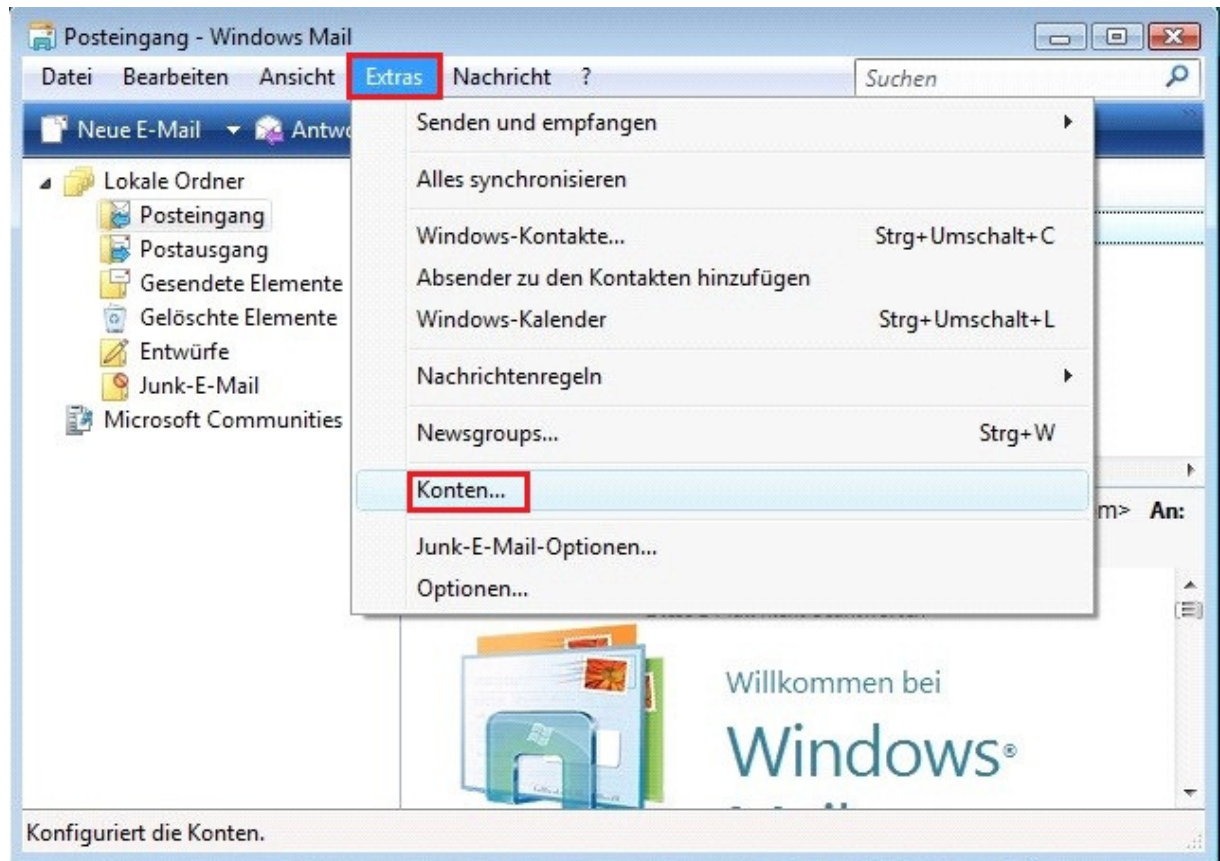 Posteingang - Windows Mail
Datei Bearbeiten Ansicht Extras Nachricht ?
Suchen
Neue E-Mail Antwo
Senden und empfangen
Alles synchronisieren
Windows-Kontakte... Strg+Umschalt+C
Absender zu den Kontakten hinzufügen
Windows-Kalender Strg+Umschalt+L
Nachrichtenregeln
Newsgroups... Strg+W
Konten...
Junk-E-Mail-Optionen...
Optionen...
Lokale Ordner
Posteingang
Postausgang
Gesendete Elemente
Gelöschte Elemente
Entwürfe
Junk-E-Mail
Microsoft Communities
m> An:
Willkommen bei
Windows®
Konfiguriert die Konten.